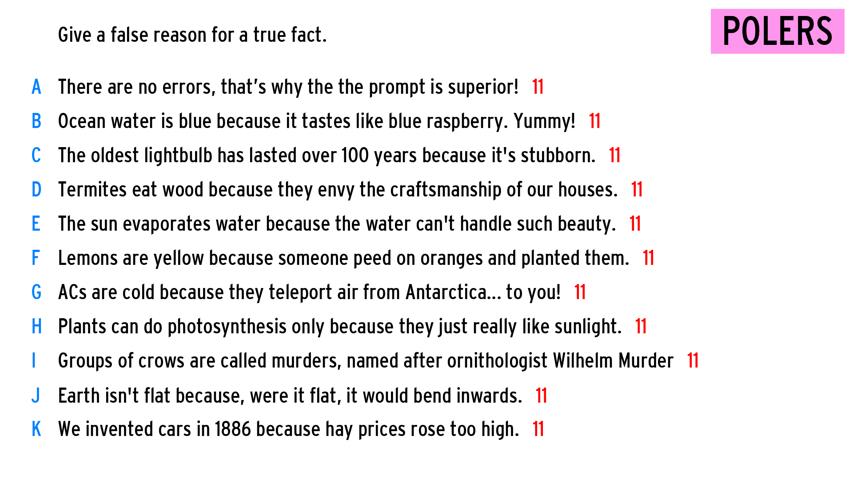 Give a false reason for a true fact.
POLERS
A There are no errors, that's why the the prompt is superior! 11
B Ocean water is blue because it tastes like blue raspberry. Yummy! 11
C The oldest lightbulb has lasted over 100 years because it's stubborn. 11
D Termites eat wood because they envy the craftsmanship of our houses. 11
E The sun evaporates water because the water can't handle such beauty. 11
F Lemons are yellow because someone peed on oranges and planted them. 11
G ACs are cold because they teleport air from Antarctica... to you! 11
H Plants can do photosynthesis only because they just really like sunlight. 11
I Groups of crows are called murders, named after ornithologist Wilhelm Murder 11
J Earth isn't flat because, were it flat, it would bend inwards. 11
K We invented cars in 1886 because hay prices rose too high. 11